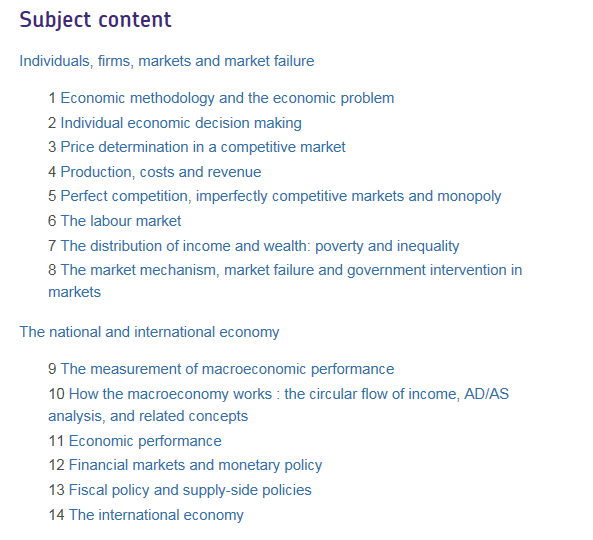 Subject content
Individuals, firms, markets and market failure
1 Economic methodology and the economic problem
2 Individual economic decision making
3 Price determination in a competitive market
4 Production, costs and revenue
5 Perfect competition, imperfectly competitive markets and monopoly
6 The labour market
7 The distribution of income and wealth: poverty and inequality
8 The market mechanism, market failure and government intervention in
markets
The national and international economy
9 The measurement of macroeconomic performance
10 How the macroeconomy works : the circular flow of income, AD/AS
analysis, and related concepts
11 Economic performance
12 Financial markets and monetary policy
13 Fiscal policy and supply-side policies
14 The international economy